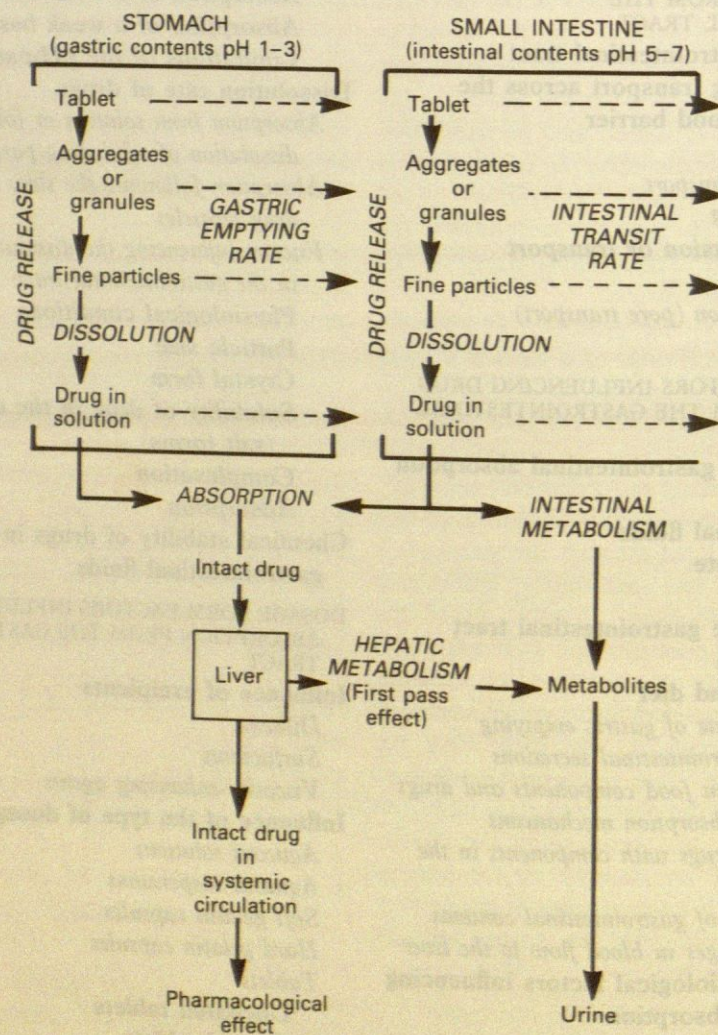 STOMACH
(gastric contents pH 1–3)
Tablet
Aggregates
or
granules
GASTRIC
EMPTYING
RATE
DRUG RELEASE
Fine particles
DISSOLUTION
Drug in
solution
SMALL INTESTINE
(intestinal contents pH 5–7)
Tablet
Aggregates
or
granules
INTESTINAL
TRANSIT
RATE
DRUG RELEASE
Fine particles
DISSOLUTION
Drug in
solution
ABSORPTION
INTESTINAL
METABOLISM
Intact drug
Liver
HEPATIC
METABOLISM
(First pass
effect)
Metabolites
Intact drug
in
systemic
circulation
Pharmacological
effect
Urine